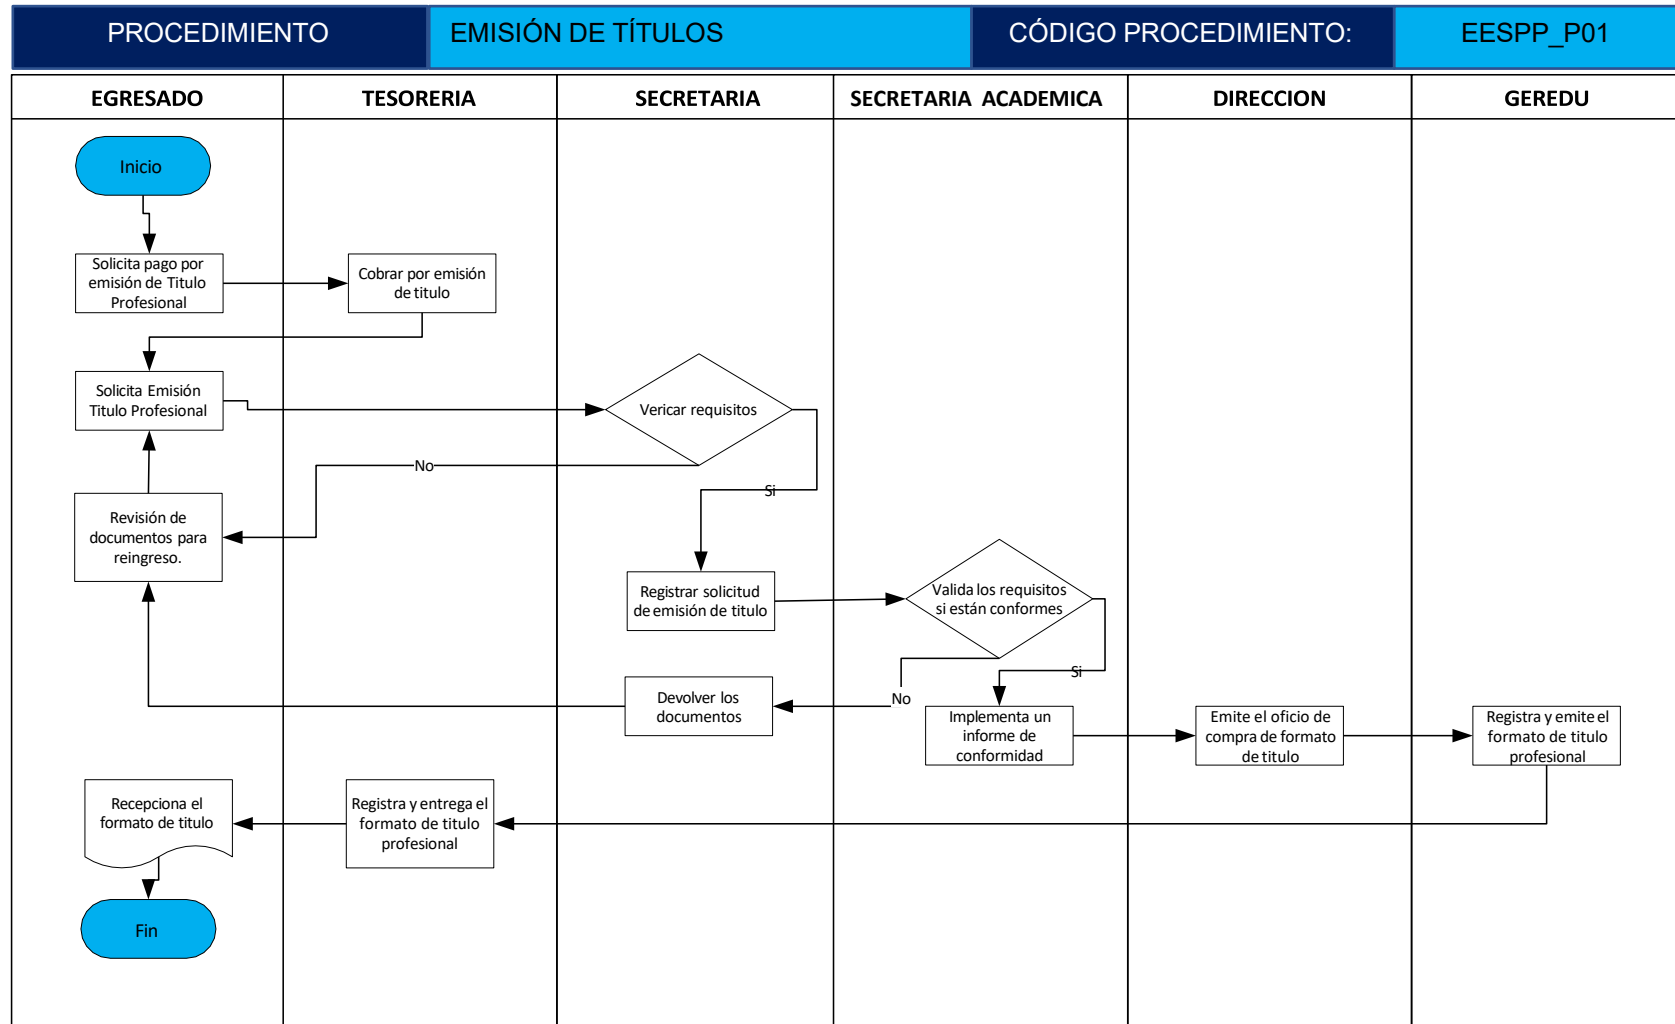 PROCEDIMIENTO
EMISIÓN DE TÍTULOS
CÓDIGO PROCEDIMIENTO:
EESPP_P01
EGRESADO
TESORERIA
SECRETARIA
SECRETARIA ACADEMICA
DIRECCION
GEREDU
Inicio
Solicita pago por
emisión de Titulo
Profesional
Cobrar por emisión
de titulo
Solicita Emisión
Titulo Profesional
Vericar requisitos
No
Si
Revisión de
documentos para
reingreso.
Registrar solicitud
de emisión de titulo
Valida los requisitos
si están conformes
Si
No
Devolver los
documentos
Implementa un
informe de
conformidad
Emite el oficio de
compra de formato
de titulo
Registra y emite el
formato de titulo
profesional
Recepciona el
formato de titulo
Registra y entrega el
formato de titulo
profesional
Fin